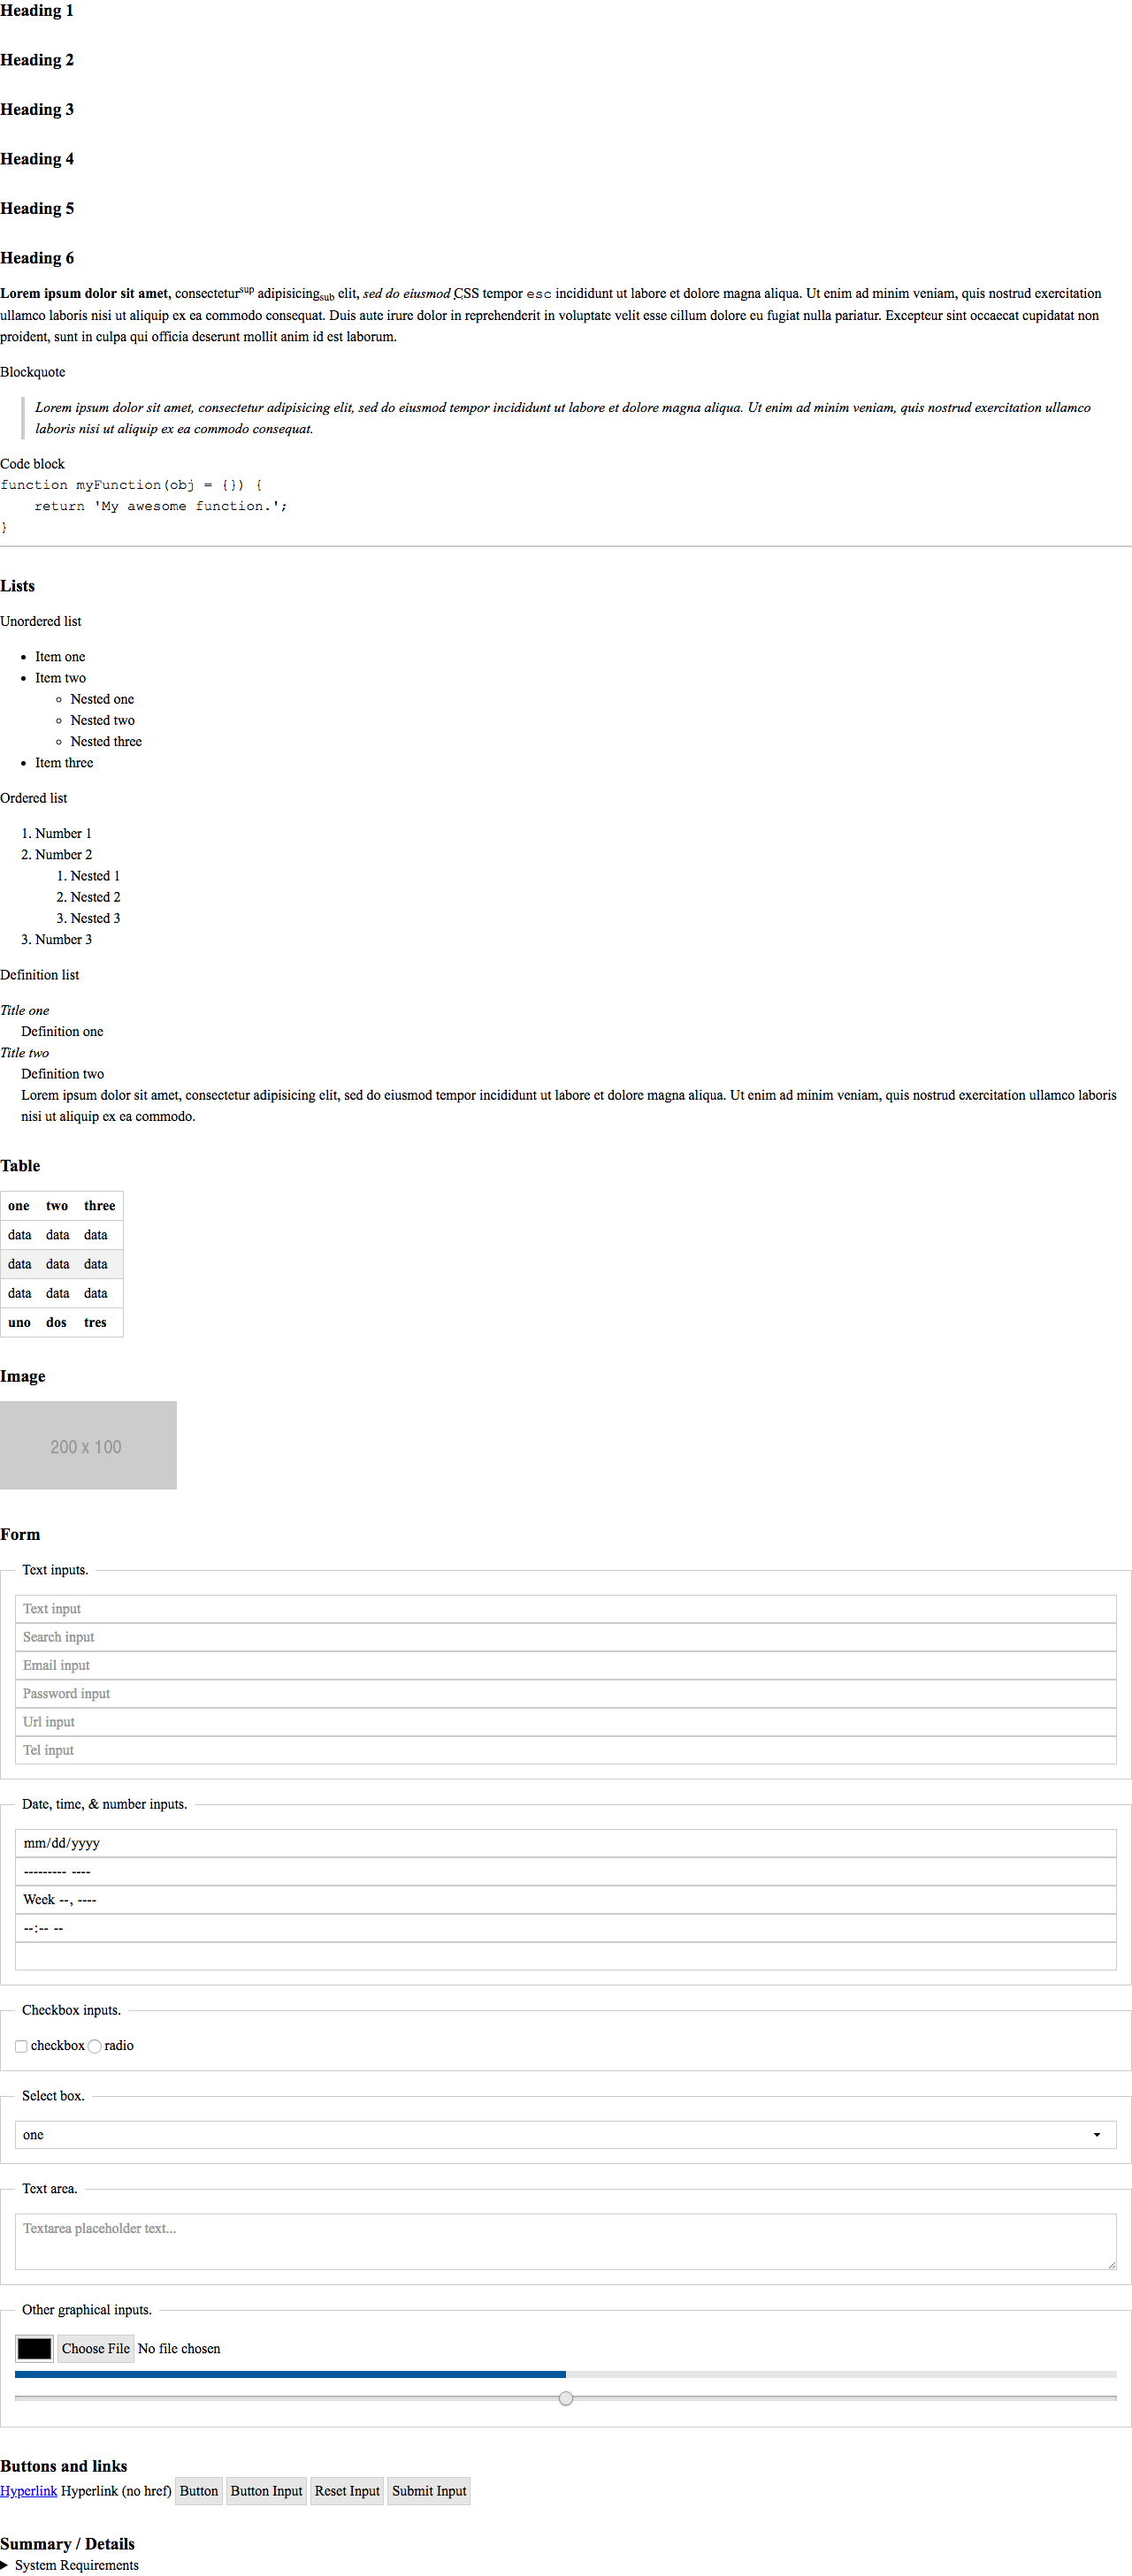 Heading 1
Heading 2
Heading 3
Heading 4
Heading 5
Heading 6
Lorem ipsum dolor sit amet, consectetursup adipisicingsub elit, sed do eiusmod CSS tempor esc incididunt ut labore et dolore magna aliqua. Ut enim ad minim veniam, quis nostrud exercitation
ullamco laboris nisi ut aliquip ex ea commodo consequat. Duis aute irure dolor in reprehenderit in voluptate velit esse cillum dolore eu fugiat nulla pariatur. Excepteur sint occaecat cupidatat non
proident, sunt in culpa qui officia deserunt mollit anim id est laborum.
Blockquote
Lorem ipsum dolor sit amet, consectetur adipisicing elit, sed do eiusmod tempor incididunt ut labore et dolore magna aliqua. Ut enim ad minim veniam, quis nostrud exercitation ullamco
laboris nisi ut aliquip ex ea commodo consequat.
Code block
function myFunction(obj = {}) {
    return 'My awesome function.';
}
Lists
Unordered list
• Item one
• Item two
◦ Nested one
◦ Nested two
◦ Nested three
• Item three
Ordered list
1. Number 1
2. Number 2
1. Nested 1
2. Nested 2
3. Nested 3
3. Number 3
Definition list
Title one
Definition one
Title two
Definition two
Lorem ipsum dolor sit amet, consectetur adipisicing elit, sed do eiusmod tempor incididunt ut labore et dolore magna aliqua. Ut enim ad minim veniam, quis nostrud exercitation ullamco laboris
nisi ut aliquip ex ea commodo.
Table
one two three
data data data
data data data
data data data
uno dos tres
Image
200 x 100
Form
Text inputs.
Text input
Search input
Email input
Password input
Url input
Tel input
Date, time, & number inputs.
mm/dd/yyyy
--------- ----
Week --, ----
--:-- --
Checkbox inputs.
checkbox radio
Select box.
one
Text area.
Textarea placeholder text...
Other graphical inputs.
Choose File No file chosen
Buttons and links
Hyperlink Hyperlink (no href) Button Button Input Reset Input Submit Input
Summary / Details
System Requirements